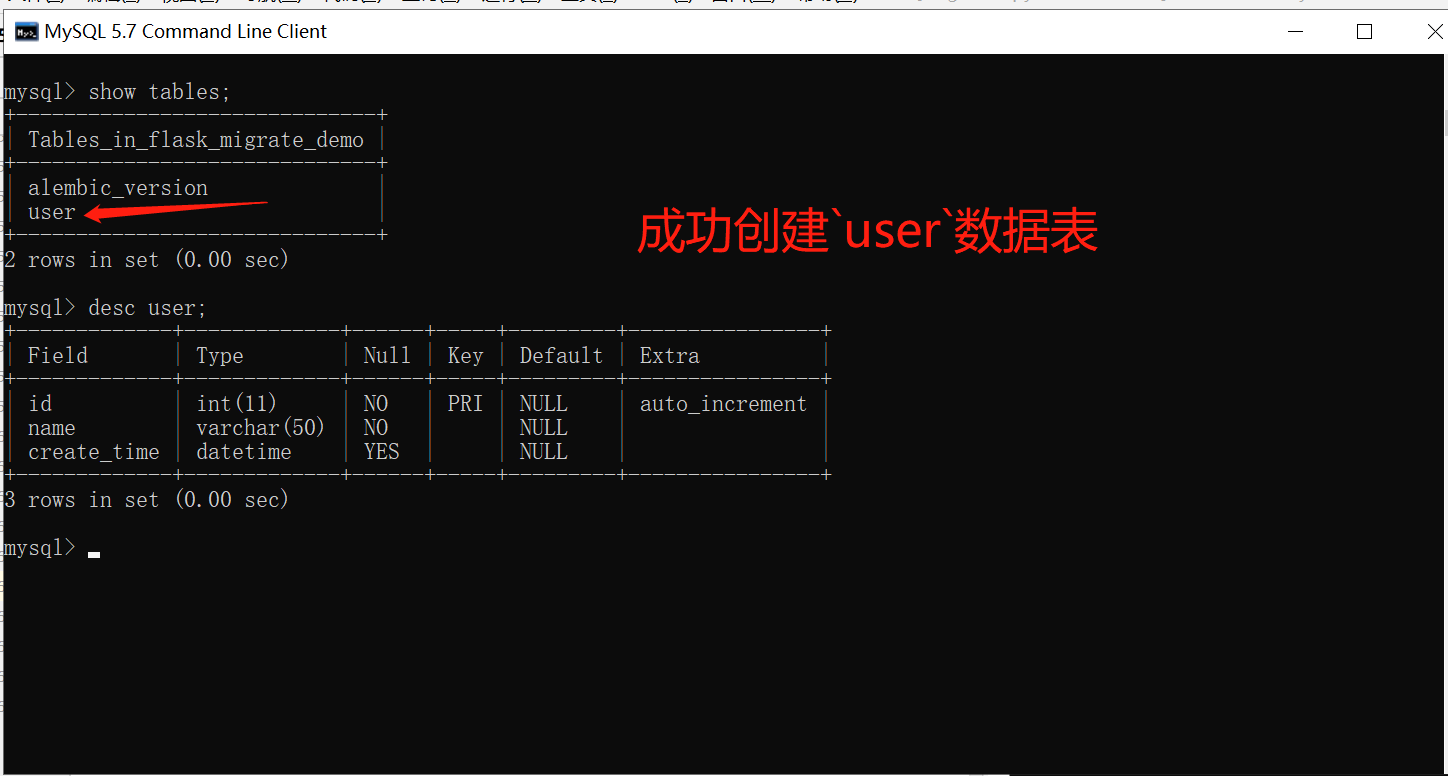 MySQL 5.7 Command Line Client
mysql> show tables;
+------------------------------+
| Tables_in_flask_migrate_demo |
+------------------------------+
| alembic_version              |
| user                         |
+------------------------------+
2 rows in set (0.00 sec)
成功创建`user`数据表
mysql> desc user;
+-------------+-------------+------+-----+---------+----------------+
| Field       | Type        | Null | Key | Default | Extra          |
+-------------+-------------+------+-----+---------+----------------+
| id          | int(11)     | NO   | PRI | NULL    | auto_increment |
| name        | varchar(50) | NO   |     | NULL    |                |
| create_time | datetime    | YES  |     | NULL    |                |
+-------------+-------------+------+-----+---------+----------------+
3 rows in set (0.00 sec)
mysql>